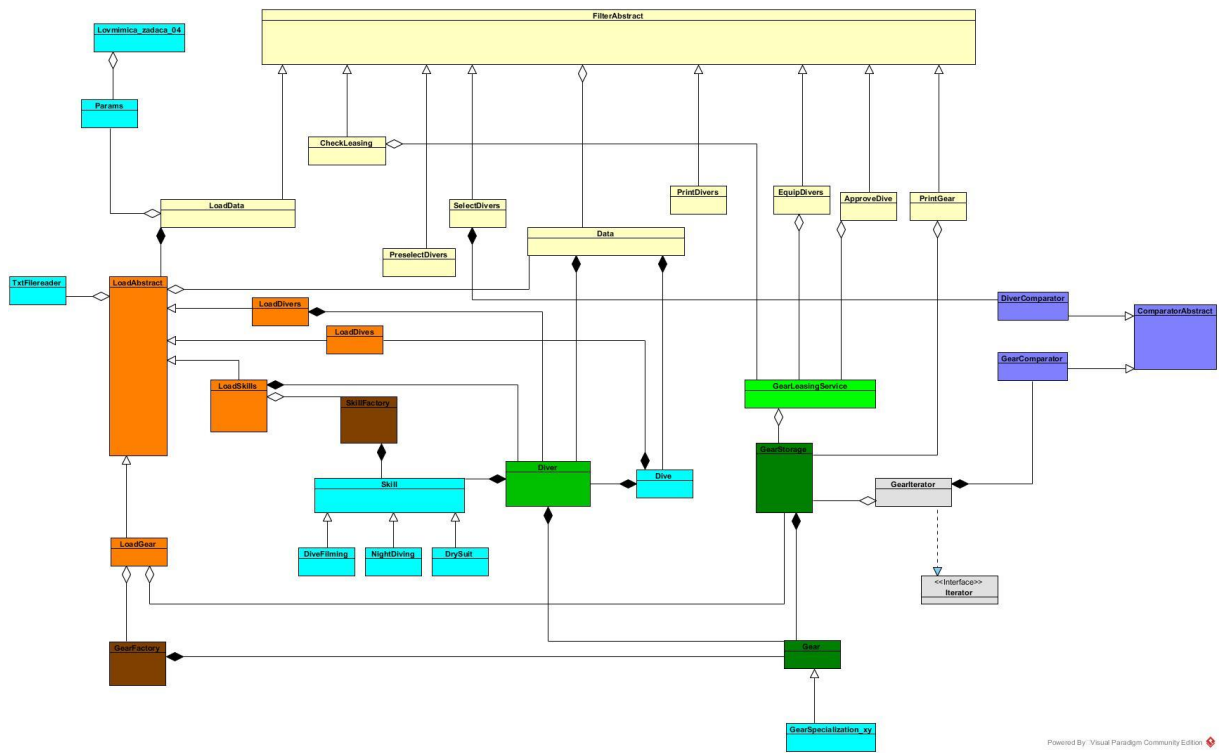 FilterAbstract
Lovmimica_zadaca_04
Params
CheckLeasing
PrintDivers
EquipDivers
ApproveDive
PrintGear
LoadData
SelectDivers
Data
PreselectDivers
TxtFilereader
LoadAbstract
LoadDivers
DiverComparator
ComparatorAbstract
LoadDives
GearComparator
LoadSkills
GearLeasingService
SkillFactory
GearStorage
Diver
Dive
Skill
GearIterator
LoadGear
DiveFilming
NightDiving
DrySuit
<<Interface>>
Iterator
GearFactory
Gear
GearSpecialization_xy
Powered By Visual Paradigm Community Edition